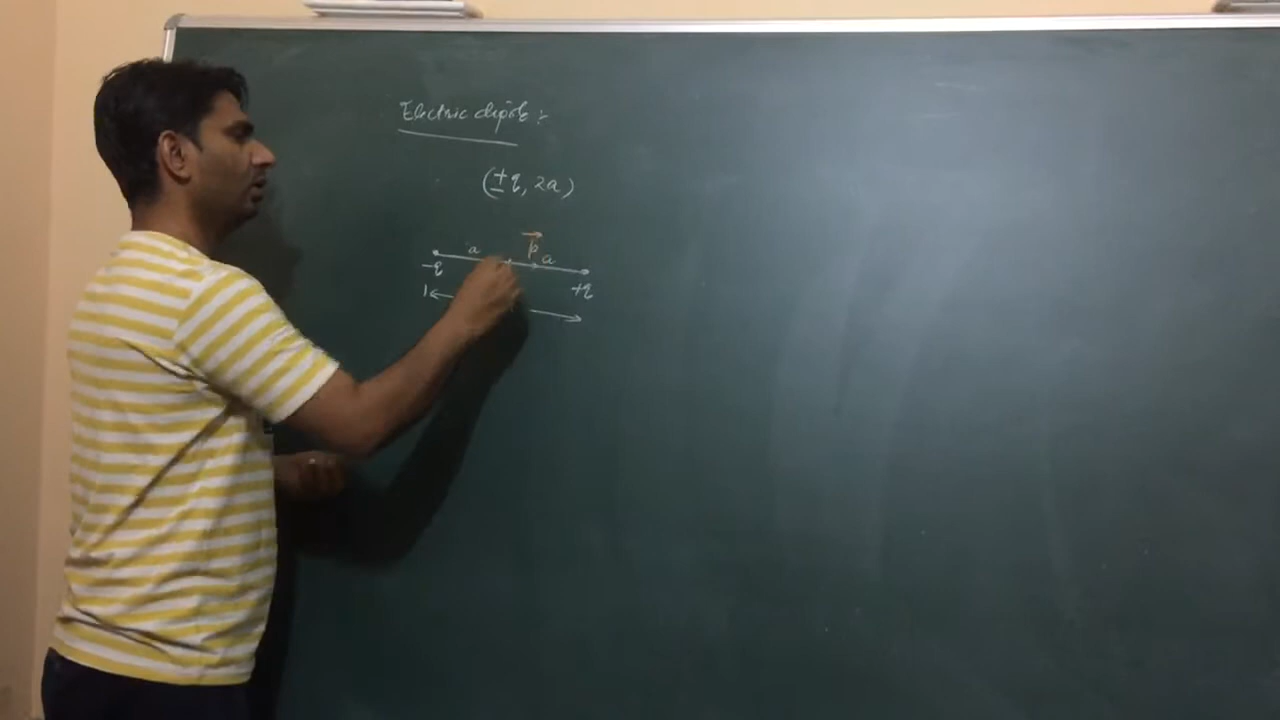 Electric dipole :-
(±q, 2a)
p
a a
-q +q